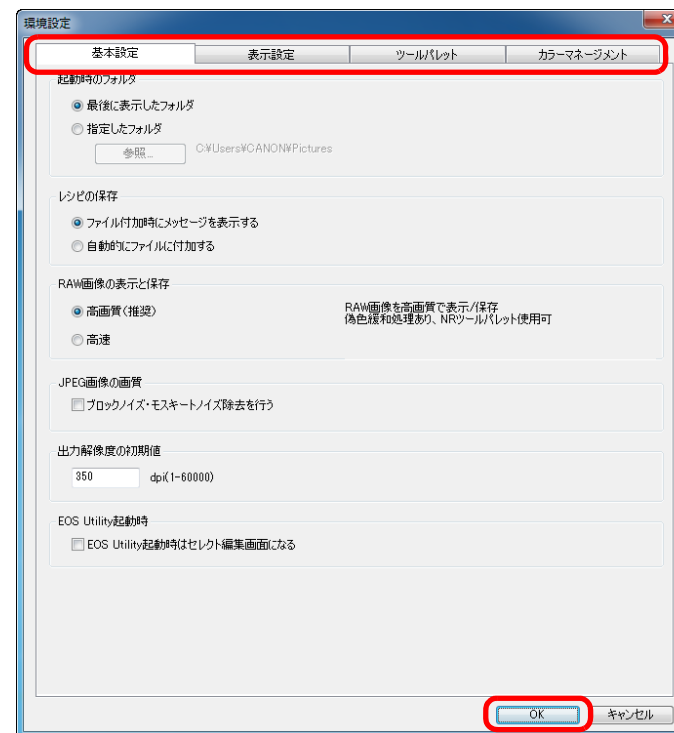 環境設定
基本設定 表示設定 ツールパレット カラーマネージメント
起動時のフォルダ
最後に表示したフォルダ
指定したフォルダ
参照... C:¥Users¥CANON¥Pictures
レシピの保存
ファイル付加時にメッセージを表示する
自動的にファイルに付加する
RAW画像の表示と保存
高画質(推奨) RAW画像を高画質で表示/保存
偽色緩和処理あり、NRツールパレット使用可
高速
JPEG画像の画質
ブロックノイズ・モスキートノイズ除去を行う
出力解像度の初期値
350 dpi(1-60000)
EOS Utility起動時
EOS Utility起動時はセレクト編集画面になる
OK キャンセル